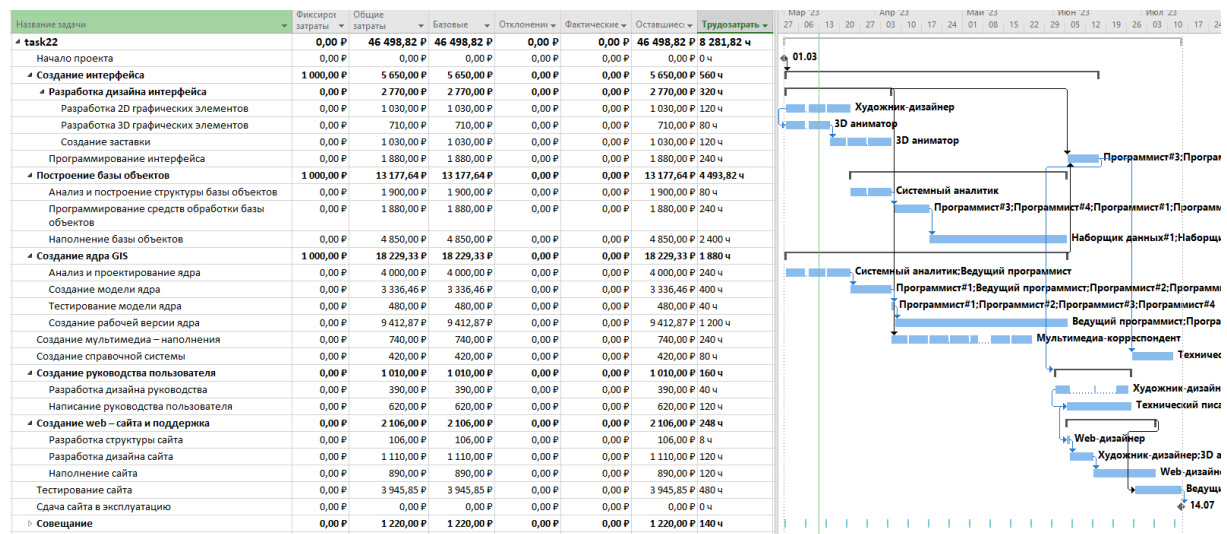 Название задачи Фиксиров затраты Общие затраты Базовые Отклонение Фактические Оставшиес: Трудозатрать Мар '23 Апр '23 Май '23 Июн '23 Июл '23
27 06 13 20 27 03 10 17 24 01 08 15 22 29 05 12 19 26 03 10 17 24
task22 0,00 ₽ 46 498,82 ₽ 46 498,82 ₽ 0,00 ₽ 0,00 ₽ 46 498,82 ₽ 8 281,82 ч
Начало проекта 0,00 ₽ 0,00 ₽ 0,00 ₽ 0,00 ₽ 0,00 ₽ 0,00 ₽ 0 ч 01.03
Создание интерфейса 1 000,00 ₽ 5 650,00 ₽ 5 650,00 ₽ 0,00 ₽ 0,00 ₽ 5 650,00 ₽ 560 ч
Разработка дизайна интерфейса 0,00 ₽ 2 770,00 ₽ 2 770,00 ₽ 0,00 ₽ 0,00 ₽ 2 770,00 ₽ 320 ч
Разработка 2D графических элементов 0,00 ₽ 1 030,00 ₽ 1 030,00 ₽ 0,00 ₽ 0,00 ₽ 1 030,00 ₽ 120 ч Художник-дизайнер
Разработка 3D графических элементов 0,00 ₽ 710,00 ₽ 710,00 ₽ 0,00 ₽ 0,00 ₽ 710,00 ₽ 80 ч 3D аниматор
Создание заставки 0,00 ₽ 1 030,00 ₽ 1 030,00 ₽ 0,00 ₽ 0,00 ₽ 1 030,00 ₽ 120 ч 3D аниматор
Программирование интерфейса 0,00 ₽ 1 880,00 ₽ 1 880,00 ₽ 0,00 ₽ 0,00 ₽ 1 880,00 ₽ 240 ч Программист#3;Програм
Построение базы объектов 1 000,00 ₽ 13 177,64 ₽ 13 177,64 ₽ 0,00 ₽ 0,00 ₽ 13 177,64 ₽ 4 493,82 ч
Анализ и построение структуры базы объектов 0,00 ₽ 1 900,00 ₽ 1 900,00 ₽ 0,00 ₽ 0,00 ₽ 1 900,00 ₽ 80 ч Системный аналитик
Программирование средств обработки базы 0,00 ₽ 1 880,00 ₽ 1 880,00 ₽ 0,00 ₽ 0,00 ₽ 1 880,00 ₽ 240 ч Программист#3;Программист#4;Программист#1;Программ
объектов
Наполнение базы объектов 0,00 ₽ 4 850,00 ₽ 4 850,00 ₽ 0,00 ₽ 0,00 ₽ 4 850,00 ₽ 2 400 ч Наборщик данных#1;Наборщи
Создание ядра GIS 1 000,00 ₽ 18 229,33 ₽ 18 229,33 ₽ 0,00 ₽ 0,00 ₽ 18 229,33 ₽ 1 880 ч
Анализ и проектирование ядра 0,00 ₽ 4 000,00 ₽ 4 000,00 ₽ 0,00 ₽ 0,00 ₽ 4 000,00 ₽ 240 ч Системный аналитик;Ведущий программист
Создание модели ядра 0,00 ₽ 3 336,46 ₽ 3 336,46 ₽ 0,00 ₽ 0,00 ₽ 3 336,46 ₽ 400 ч Программист#1;Ведущий программист;Программист#2;Программ
Тестирование модели ядра 0,00 ₽ 480,00 ₽ 480,00 ₽ 0,00 ₽ 0,00 ₽ 480,00 ₽ 40 ч Программист#1;Программист#2;Программист#3;Программист#4
Создание рабочей версии ядра 0,00 ₽ 9 412,87 ₽ 9 412,87 ₽ 0,00 ₽ 0,00 ₽ 9 412,87 ₽ 1 200 ч Ведущий программист;Програ
Создание мультимедиа – наполнения 0,00 ₽ 740,00 ₽ 740,00 ₽ 0,00 ₽ 0,00 ₽ 740,00 ₽ 240 ч Мультимедиа-корреспондент
Создание справочной системы 0,00 ₽ 420,00 ₽ 420,00 ₽ 0,00 ₽ 0,00 ₽ 420,00 ₽ 80 ч Техничес
Создание руководства пользователя 0,00 ₽ 1 010,00 ₽ 1 010,00 ₽ 0,00 ₽ 0,00 ₽ 1 010,00 ₽ 160 ч
Разработка дизайна руководства 0,00 ₽ 390,00 ₽ 390,00 ₽ 0,00 ₽ 0,00 ₽ 390,00 ₽ 40 ч Художник-дизайн
Написание руководства пользователя 0,00 ₽ 620,00 ₽ 620,00 ₽ 0,00 ₽ 0,00 ₽ 620,00 ₽ 120 ч Технический писа
Создание web – сайта и поддержка 0,00 ₽ 2 106,00 ₽ 2 106,00 ₽ 0,00 ₽ 0,00 ₽ 2 106,00 ₽ 248 ч
Разработка структуры сайта 0,00 ₽ 106,00 ₽ 106,00 ₽ 0,00 ₽ 0,00 ₽ 106,00 ₽ 8 ч Web-дизайнер
Разработка дизайна сайта 0,00 ₽ 1 110,00 ₽ 1 110,00 ₽ 0,00 ₽ 0,00 ₽ 1 110,00 ₽ 120 ч Художник-дизайнер;3D а
Наполнение сайта 0,00 ₽ 890,00 ₽ 890,00 ₽ 0,00 ₽ 0,00 ₽ 890,00 ₽ 120 ч Web-дизайне
Тестирование сайта 0,00 ₽ 3 945,85 ₽ 3 945,85 ₽ 0,00 ₽ 0,00 ₽ 3 945,85 ₽ 480 ч Ведущи
Сдача сайта в эксплуатацию 0,00 ₽ 0,00 ₽ 0,00 ₽ 0,00 ₽ 0,00 ₽ 0,00 ₽ 0 ч 14.07
Совещание 0,00 ₽ 1 220,00 ₽ 1 220,00 ₽ 0,00 ₽ 0,00 ₽ 1 220,00 ₽ 140 ч